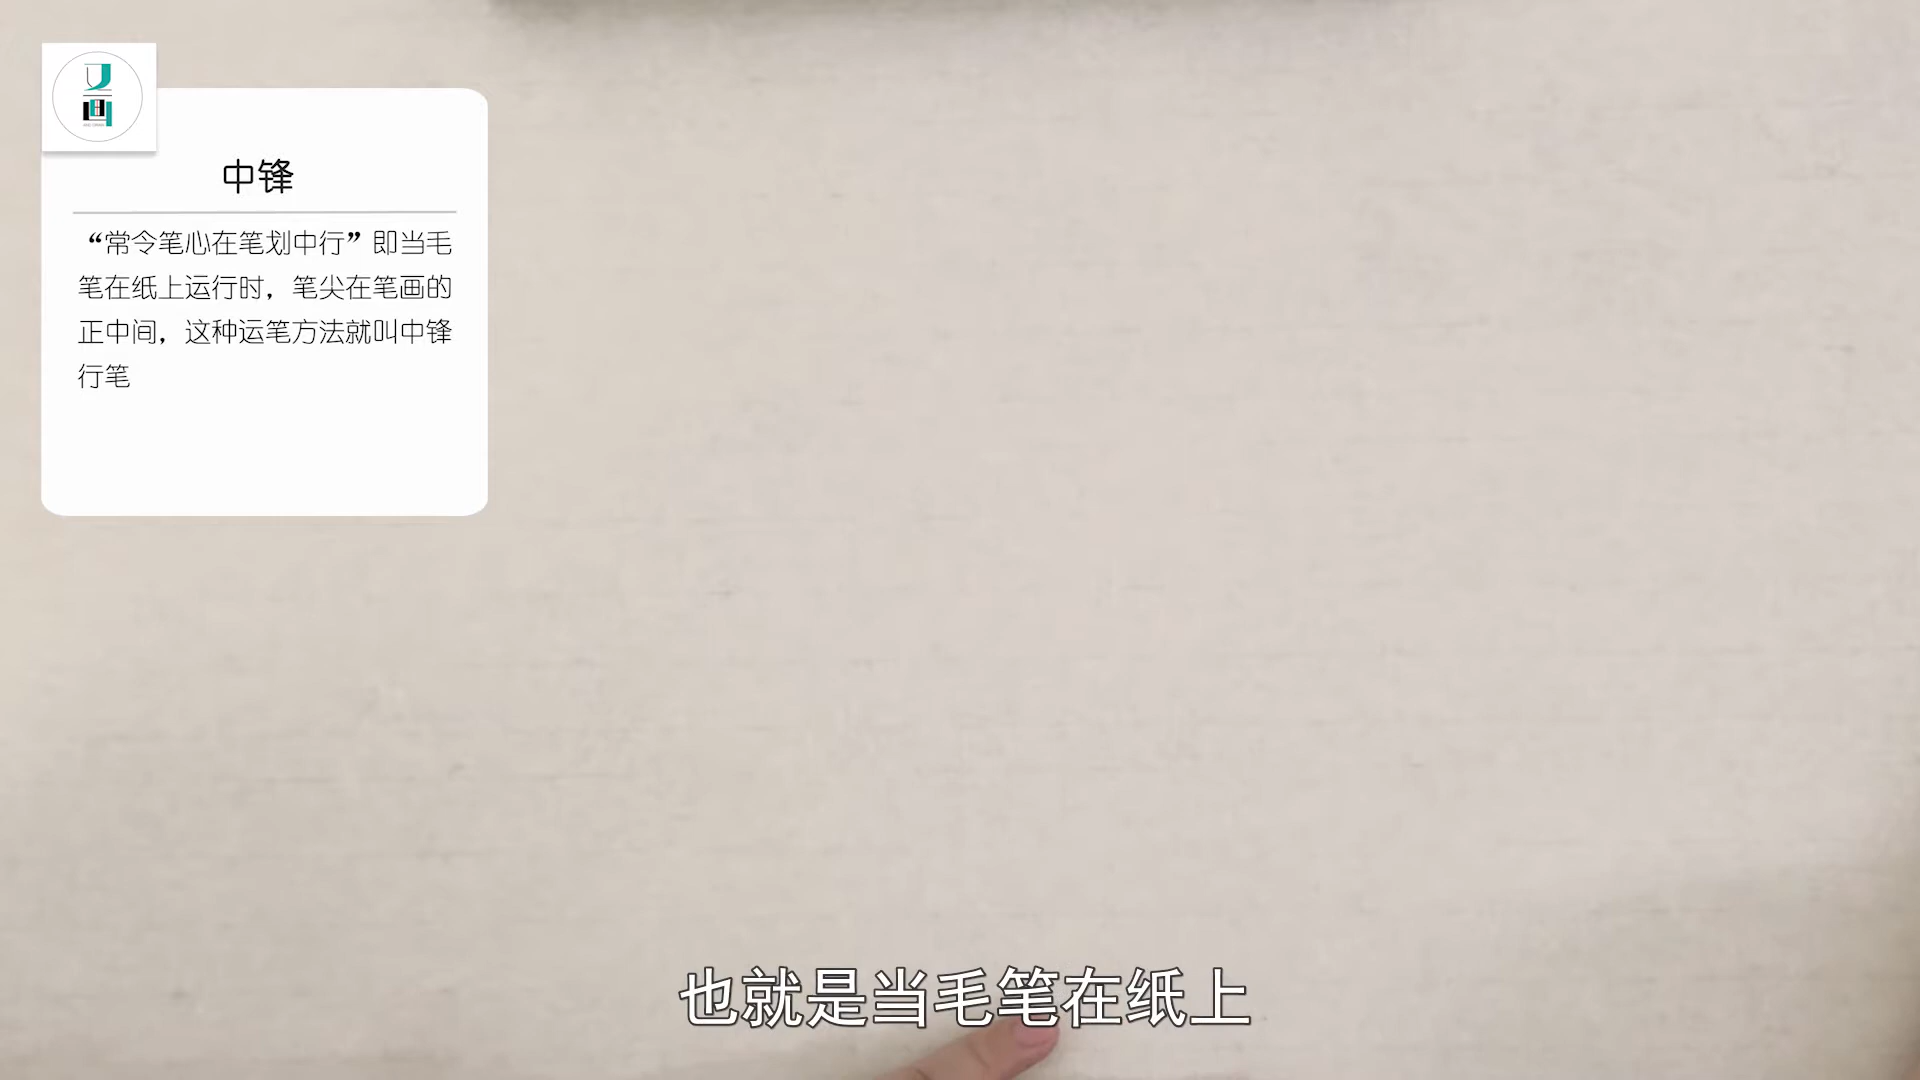 中锋
“常令笔心在笔划中行”即当毛
笔在纸上运行时，笔尖在笔画的
正中间，这种运笔方法就叫中锋
行笔
也就是当毛笔在纸上